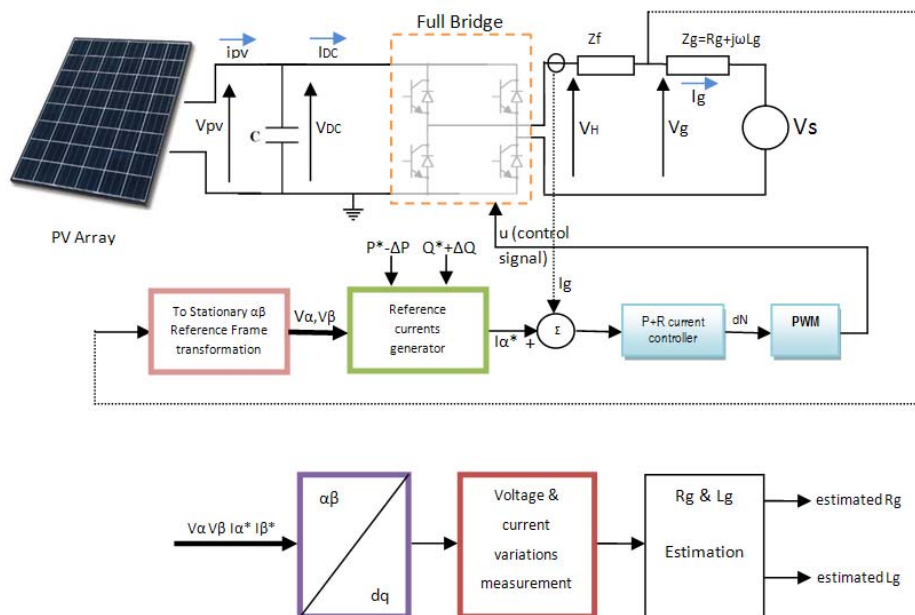 Full Bridge
ipv
IDC
Zf
Zg=Rg+jωLg
Ig
Vpv
C
VDC
VH
Vg
Vs
PV Array
u (control
signal)
P*-ΔP
Q*+ΔQ
Ig
To Stationary αβ
Reference Frame
transformation
Vα,Vβ
Reference
currents
generator
Iα*
+
Σ
P+R current
controller
dN
PWM
Vα Vβ Iα* Iβ*
αβ
dq
Voltage &
current
variations
measurement
Rg & Lg
Estimation
estimated Rg
estimated Lg